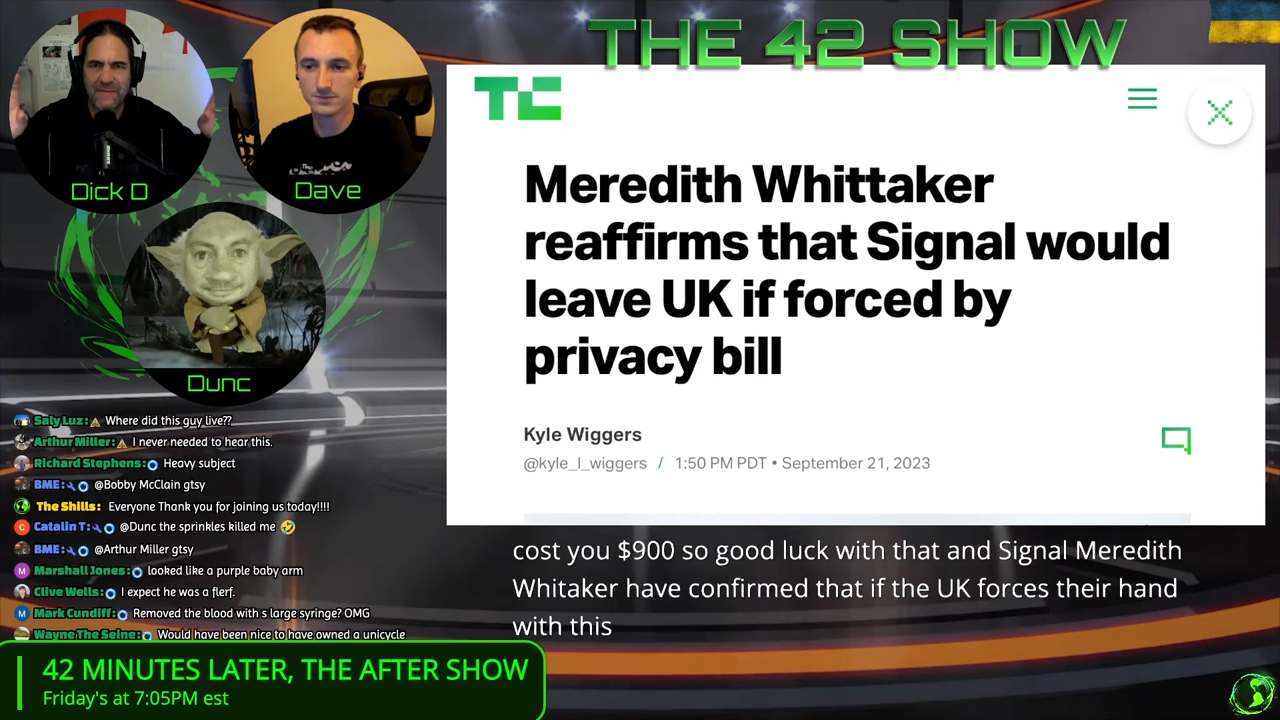 THE 42 SHOW
Dick D
Dave
Dunc
TC
Meredith Whittaker
reaffirms that Signal would
leave UK if forced by
privacy bill
Kyle Wiggers
@kyle_l_wiggers / 1:50 PM PDT • September 21, 2023
Saly Luz: Where did this guy live??
Arthur Miller: I never needed to hear this.
Richard Stephens: Heavy subject
BME: @Bobby McClain gtsy
The Shills: Everyone Thank you for joining us today!!!!
Catalin T: @Dunc the sprinkles killed me 🤣
BME: @Arthur Miller gtsy
Marshall Jones: looked like a purple baby arm
Clive Wells: I expect he was a flerf.
Mark Cundiff: Removed the blood with s large syringe? OMG
Wayne The Seine: Would have been nice to have owned a unicycle
cost you $900 so good luck with that and Signal Meredith
Whitaker have confirmed that if the UK forces their hand
with this
42 MINUTES LATER, THE AFTER SHOW
Friday's at 7:05PM est